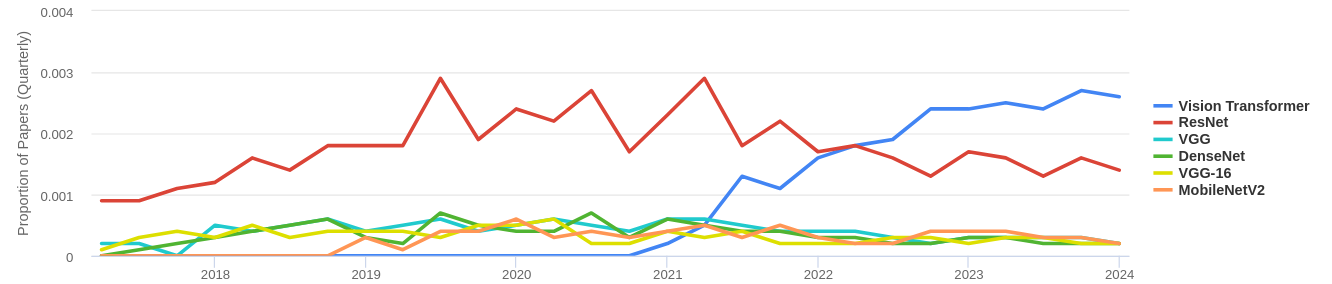 Proportion of Papers (Quarterly)
0.004
0.003
0.002
0.001
0
2018
2019
2020
2021
2022
2023
2024
Vision Transformer
ResNet
VGG
DenseNet
VGG-16
MobileNetV2